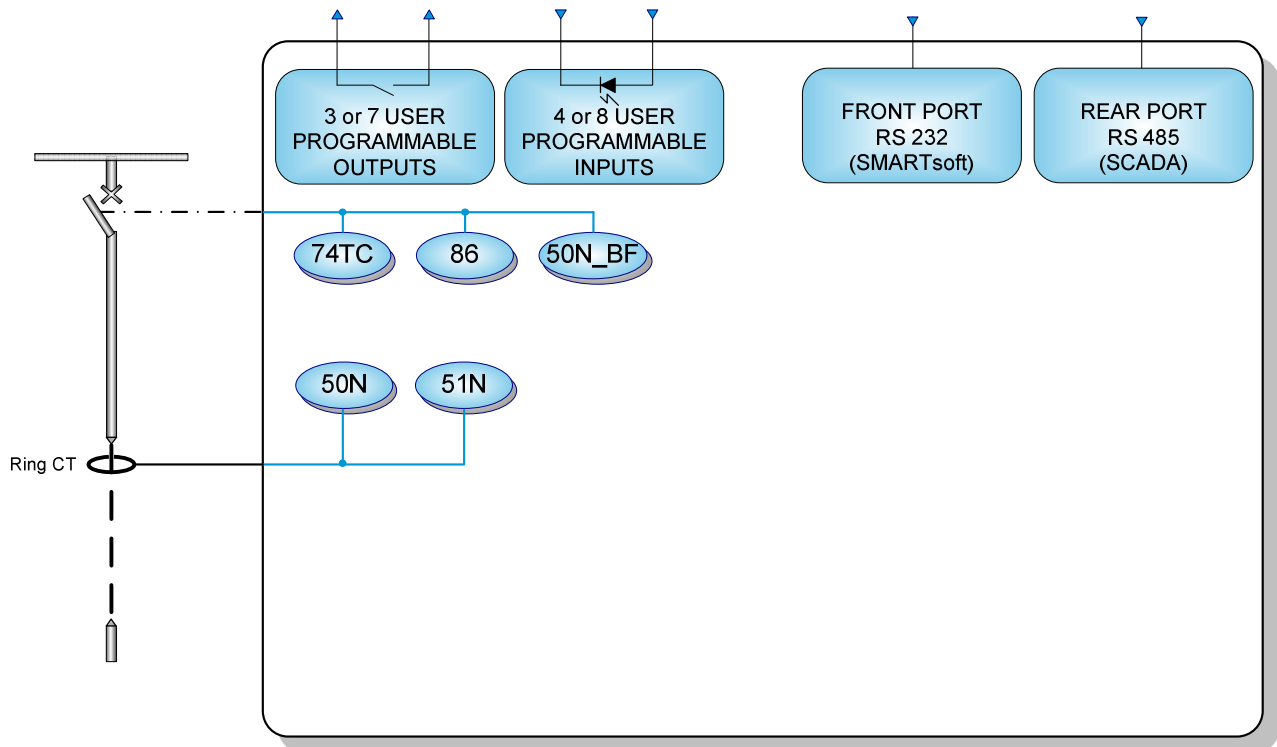 3 or 7 USER
PROGRAMMABLE
OUTPUTS
4 or 8 USER
PROGRAMMABLE
INPUTS
FRONT PORT
RS 232
(SMARTsoft)
REAR PORT
RS 485
(SCADA)
74TC
86
50N_BF
50N
51N
Ring CT